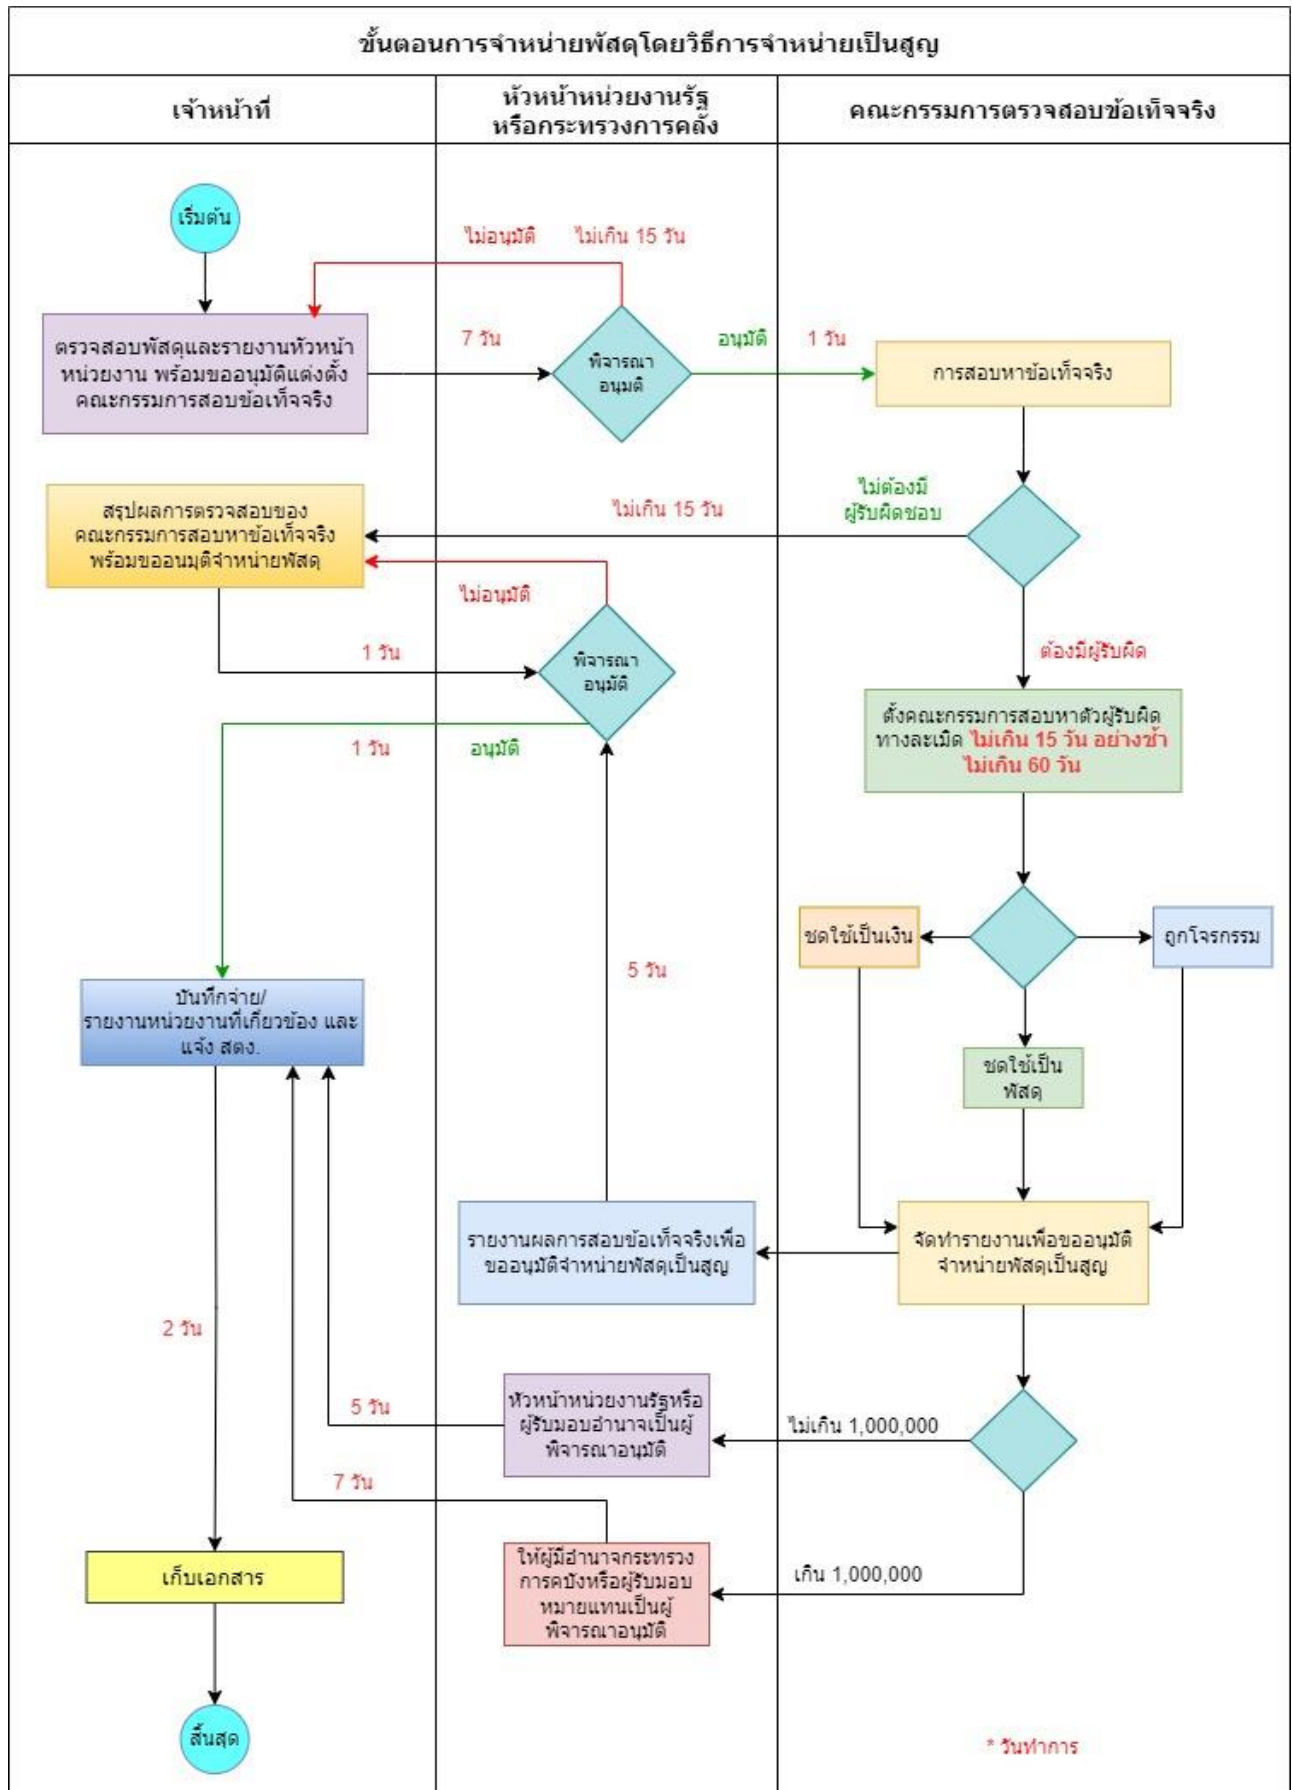 ขั้นตอนการจำหน่ายพัสดุโดยวิธีการจำหน่ายเป็นสูญ
เจ้าหน้าที่
หัวหน้าหน่วยงานรัฐ
หรือกระทรวงการคลัง
คณะกรรมการตรวจสอบข้อเท็จจริง
เริ่มต้น
ไม่อนุมัติ
ไม่เกิน 15 วัน
ตรวจสอบพัสดุและรายงานหัวหน้า
หน่วยงาน พร้อมขออนุมัติแต่งตั้ง
คณะกรรมการสอบข้อเท็จจริง
7 วัน
พิจารณา
อนุมติ
อนุมัติ
1 วัน
การสอบหาข้อเท็จจริง
สรุปผลการตรวจสอบของ
คณะกรรมการสอบหาข้อเท็จจริง
พร้อมขออนมุติจำหน่ายพัสดุ
ไม่เกิน 15 วัน
ไม่ต้องมี
ผู้รับผิดชอบ
ไม่อนุมัติ
1 วัน
พิจารณา
อนุมัติ
ต้องมีผู้รับผิด
ตั้งคณะกรรมการสอบหาตัวผู้รับผิด
ทางละเมิด ไม่เกิน 15 วัน อย่างช้า
ไม่เกิน 60 วัน
1 วัน
อนุมัติ
ชดใช้เป็นเงิน
ถูกโจรกรรม
5 วัน
บันทึกจ่าย/
รายงานหน่วยงานที่เกี่ยวข้อง และ
แจ้ง สตง.
ชดใช้เป็น
พัสดุ
รายงานผลการสอบข้อเท็จจริงเพื่อ
ขออนุมัติจำหน่ายพัสดุเป็นสูญ
จัดทำรายงานเพื่อขออนุมัติ
จำหน่ายพัสดุเป็นสูญ
2 วัน
5 วัน
หัวหน้าหน่วยงานรัฐหรือ
ผู้รับมอบอำนาจเป็นผู้
พิจารณาอนุมัติ
ไม่เกิน 1,000,000
7 วัน
ให้ผู้มีอำนาจกระทรวง
การคบังหรือผู้รับมอบ
หมายแทนเป็นผู้
พิจารณาอนุมัติ
เกิน 1,000,000
เก็บเอกสาร
สิ้นสุด
* วันทำการ